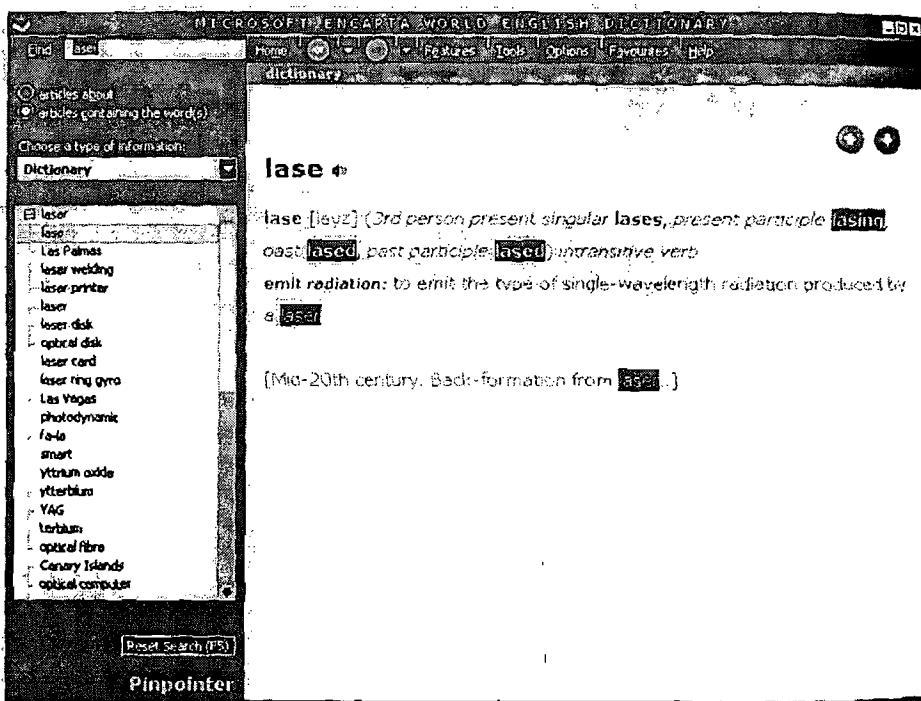 MICROSOFT ENCARTA WORLD ENGLISH DICTIONARY
Find laser
Home Features Tools Options Favourites Help
dictionary
articles about
articles containing the word(s)
Choose a type of information:
Dictionary
laser
lase
Las Palmas
laser welding
laser printer
laser
laser disk
optical disk
laser card
laser ring gyro
Las Vegas
photodynamic
fa-la
smart
yttrium oxide
ytterbium
YAG
terbium
optical fibre
Canary Islands
optical computer
Reset Search (F5)
Pinpointer
lase
lase [layz] (3rd person present singular lases, present participle lasing,
past lased, past participle lased) intransitive verb
emit radiation: to emit the type of single-wavelength radiation produced by
a laser
[Mid-20th century. Back-formation from laser .]